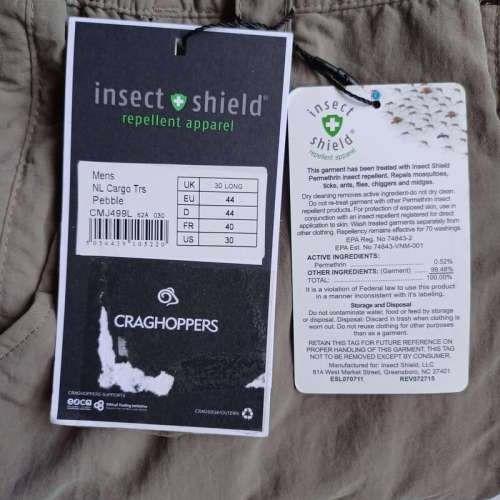 insect shield®
repellent apparel
Mens
NL Cargo Trs
Pebble
CMJ499L 62A 030
UK 30 LONG
EU 44
D 44
FR 40
US 30
CRAGHOPPERS
CRAGHOPPERS SUPPORTS
Ethical Trading Initiative
insect
shield®
repellent apparel
This garment has been treated with Insect Shield
Permethrin insect repellent. Repels mosquitoes,
ticks, ants, flies, chiggers and midges.
Dry cleaning removes active ingredient-do not dry clean.
Do not re-treat garment with other Permethrin insect
repellent products. For protection of exposed skin, use in
conjunction with an insect repellent registered for direct
application to skin. Wash treated garments separately from
other clothing. Repellency remains effective for 70 washings.
EPA Reg. No 74843-2
EPA Est. No 74843-VNM-001
ACTIVE INGREDIENTS:
Permethrin 0.52%
OTHER INGREDIENTS: (Garment) 99.48%
TOTAL: 100.00%
It is a violation of Federal law to use this product
in a manner inconsistent with it's labeling.
Storage and Disposal
Do not contaminate water, food or feed by storage
or disposal. Disposal: Discard in trash when clothing is
worn out. Do not reuse clothing for other purposes
than as a garment.
RETAIN THIS TAG FOR FUTURE REFERENCE ON
PROPER HANDLING OF THIS GARMENT. THIS TAG
NOT TO BE REMOVED EXCEPT BY CONSUMER.
Manufactured for: Insect Shield, LLC.
814 West Market Street, Greensboro, NC 27401
ESL070711 REV072715